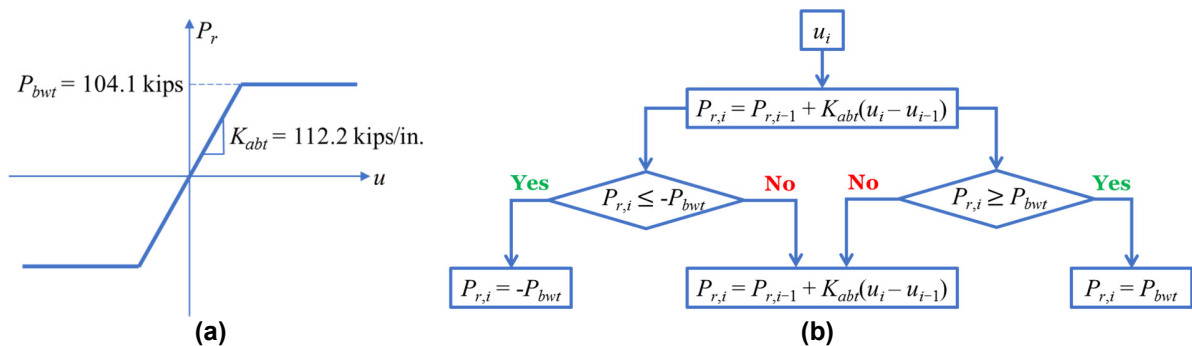 P_r
P_bwt = 104.1 kips
K_abt = 112.2 kips/in.
u
(a)
u_i
P_r,i = P_r,i−1 + K_abt(u_i – u_i−1)
Yes
P_r,i ≤ -P_bwt
No
No
P_r,i ≥ P_bwt
Yes
P_r,i = -P_bwt
P_r,i = P_r,i−1 + K_abt(u_i – u_i−1)
P_r,i = P_bwt
(b)